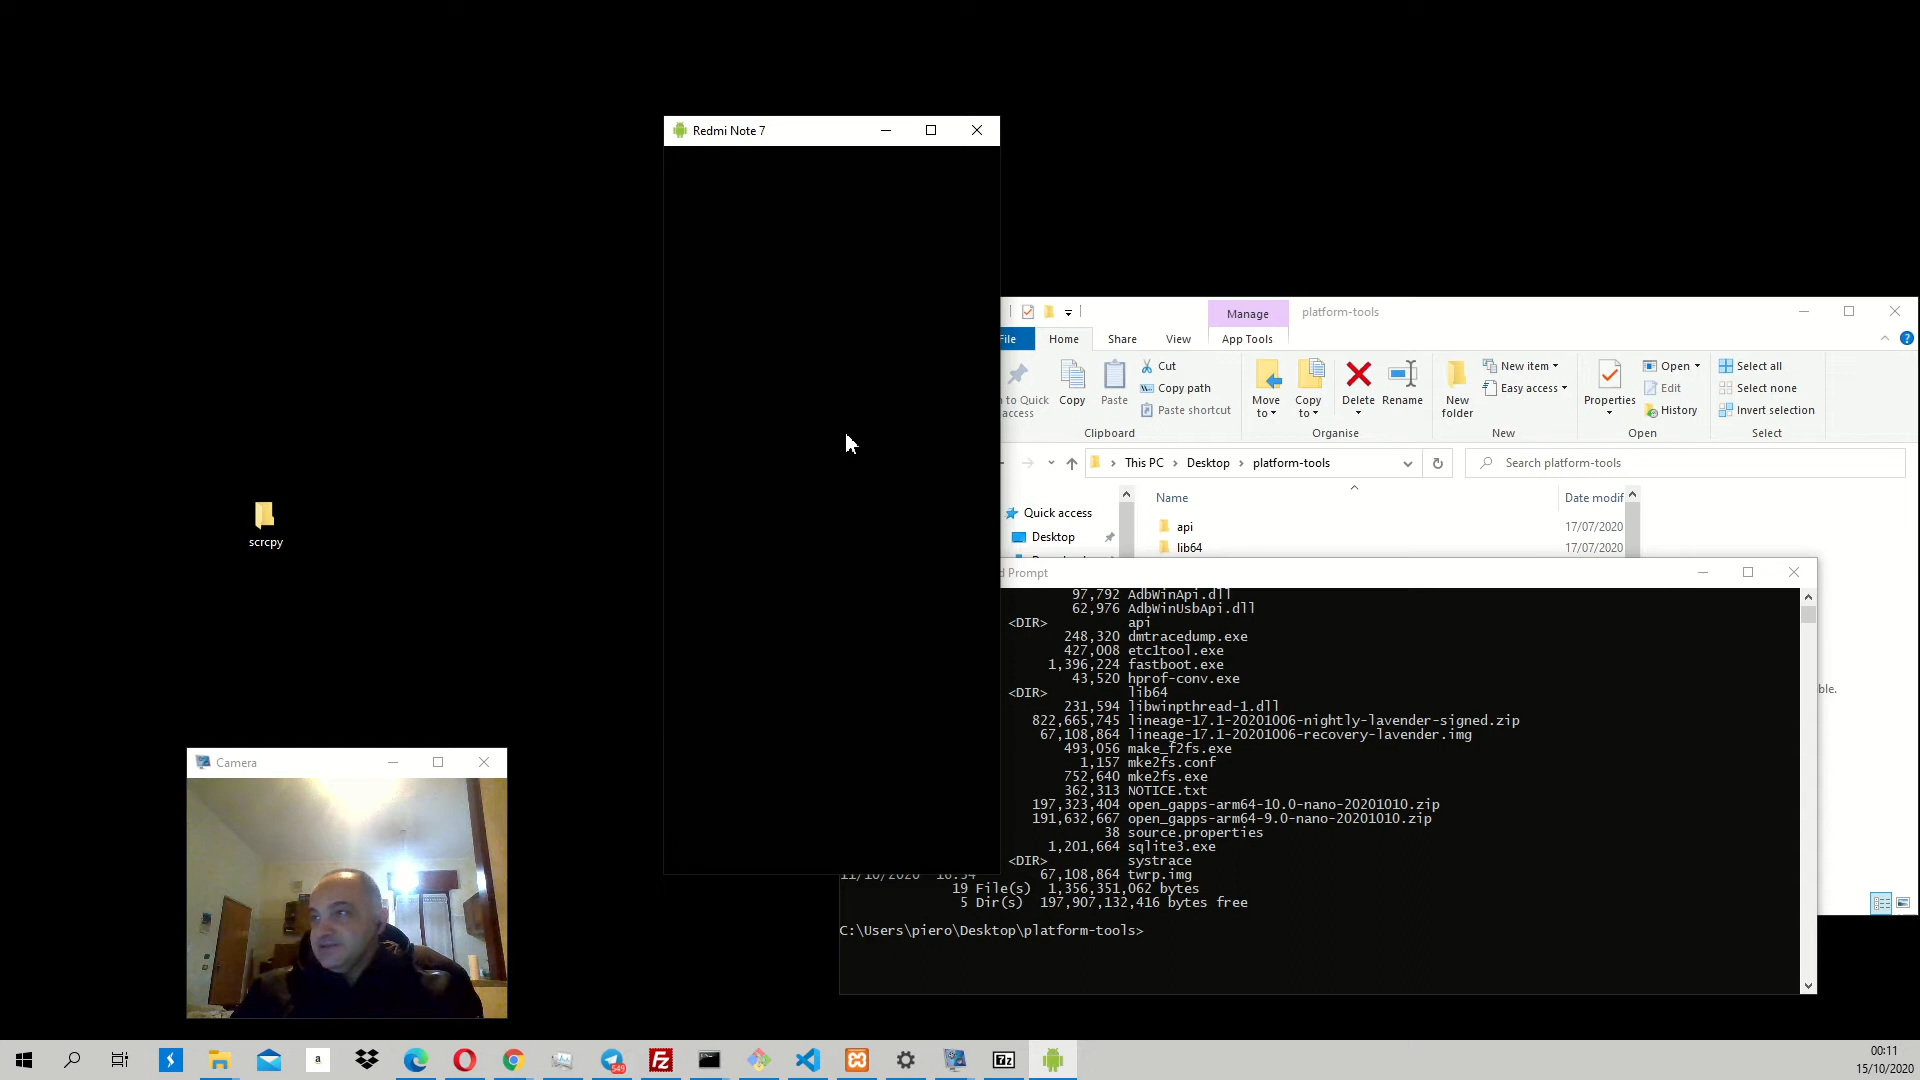 Redmi Note 7
Manage
platform-tools
File
Home
Share
View
App Tools
to Quick
access
Copy
Paste
Cut
Copy path
Paste shortcut
Clipboard
Move
to
Copy
to
Delete
Rename
Organise
New
folder
New item
Easy access
New
Properties
Open
Edit
History
Open
Select all
Select none
Invert selection
Select
This PC > Desktop > platform-tools
Search platform-tools
Quick access
Desktop
Name
Date modif
api
17/07/2020
lib64
17/07/2020
scrcpy
d Prompt
97,792 AdbWinApi.dll
62,976 AdbWinUsbApi.dll
<DIR> api
248,320 dmtracedump.exe
427,008 etc1tool.exe
1,396,224 fastboot.exe
43,520 hprof-conv.exe
<DIR> lib64
231,594 libwinpthread-1.dll
822,665,745 lineage-17.1-20201006-nightly-lavender-signed.zip
67,108,864 lineage-17.1-20201006-recovery-lavender.img
493,056 make_f2fs.exe
1,157 mke2fs.conf
752,640 mke2fs.exe
362,313 NOTICE.txt
197,323,404 open_gapps-arm64-10.0-nano-20201010.zip
191,632,667 open_gapps-arm64-9.0-nano-20201010.zip
38 source.properties
1,201,664 sqlite3.exe
<DIR> systrace
11/10/2020 67,108,864 twrp.img
19 File(s) 1,356,351,062 bytes
5 Dir(s) 197,907,132,416 bytes free
C:\Users\piero\Desktop\platform-tools>
ble.
Camera
a
549
Fz
7z
00:11
15/10/2020